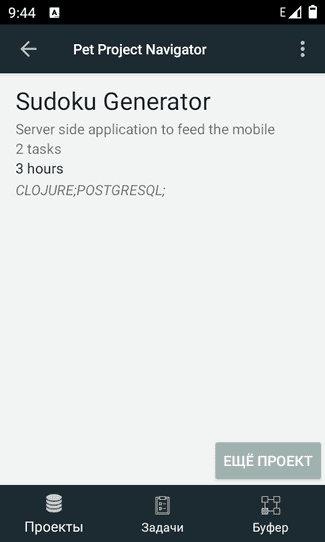 9:44 A E
Pet Project Navigator
Sudoku Generator
Server side application to feed the mobile
2 tasks
3 hours
CLOJURE;POSTGRESQL;
ЕЩЁ ПРОЕКТ
Проекты Задачи Буфер